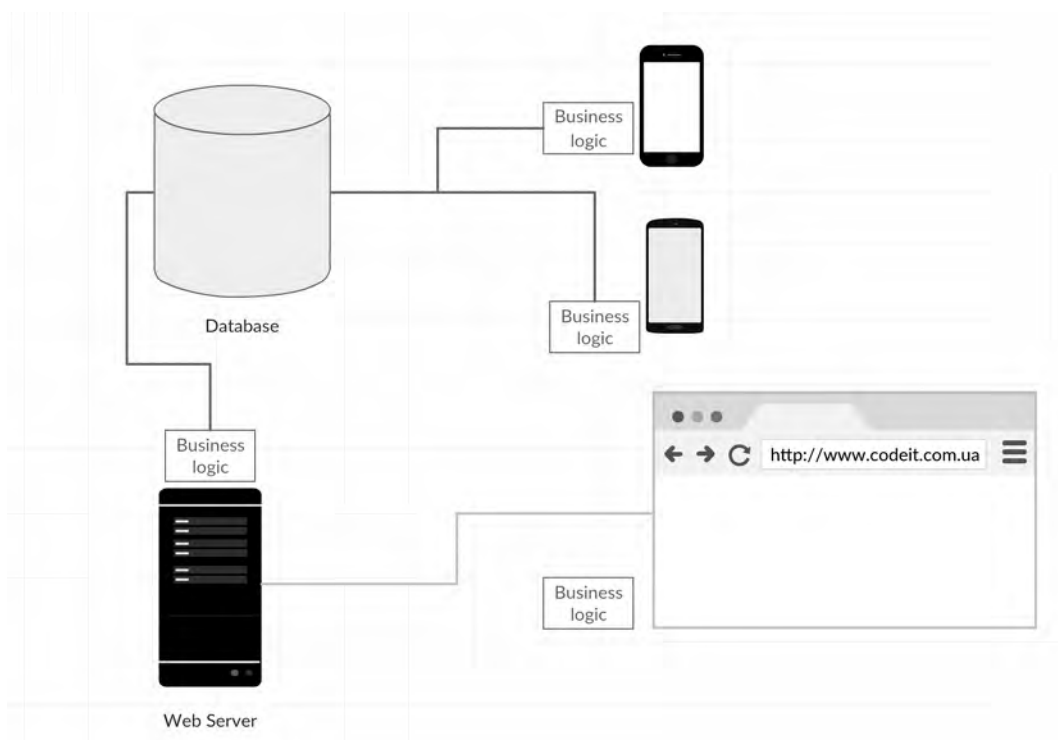 Business
logic
Business
logic
Database
Business
logic
http://www.codeit.com.ua
Business
logic
Web Server